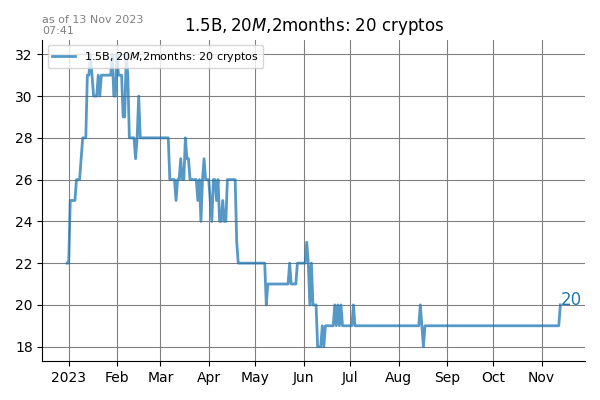 as of 13 Nov 2023
07:41
1.5B, 20M,2months: 20 cryptos
1.5B, 20M,2months: 20 cryptos
32
30
28
26
24
22
20
18
20
2023 Feb Mar Apr May Jun Jul Aug Sep Oct Nov